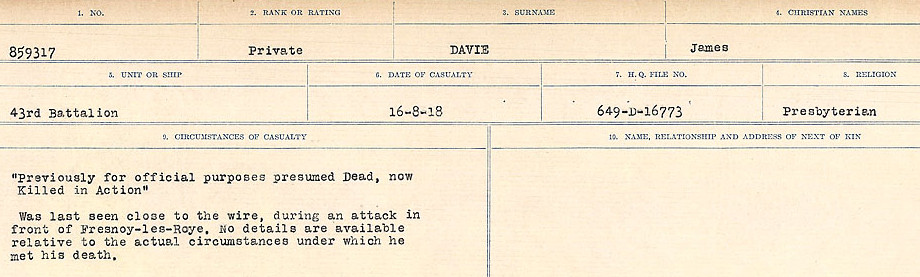 1. NO. 2. RANK OR RATING 3. SURNAME 4. CHRISTIAN NAMES
859317 Private DAVIE James
5. UNIT OR SHIP 6. DATE OF CASUALTY 7. H. Q. FILE NO. 8. RELIGION
43rd Battalion 16-8-18 649-D-16773 Presbyterian
9. CIRCUMSTANCES OF CASUALTY 10. NAME, RELATIONSHIP AND ADDRESS OF NEXT OF KIN
"Previously for official purposes presumed Dead, now
Killed in Action"
Was last seen close to the wire, during an attack in
front of Fresnoy-les-Roye. No details are available
relative to the actual circumstances under which he
met his death.